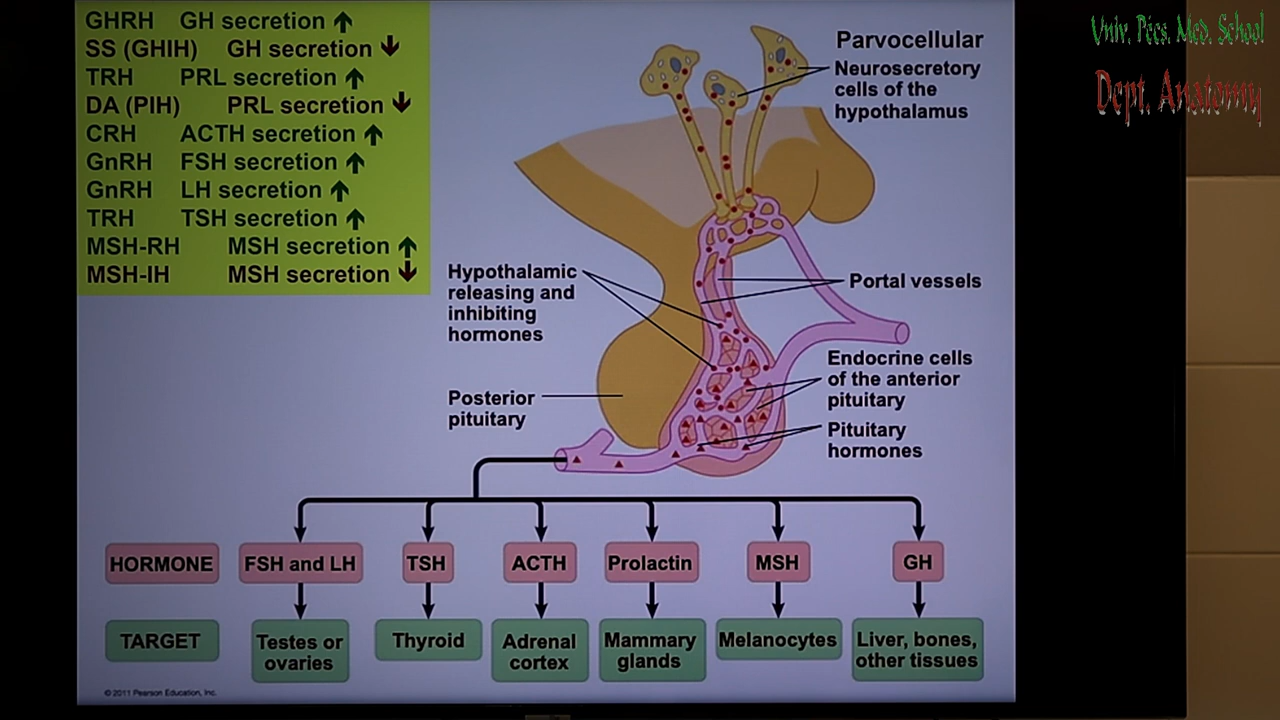 GHRH GH secretion ↑
SS (GHIH) GH secretion ↓
TRH PRL secretion ↑
DA (PIH) PRL secretion ↓
CRH ACTH secretion ↑
GnRH FSH secretion ↑
GnRH LH secretion ↑
TRH TSH secretion ↑
MSH-RH MSH secretion ↑
MSH-IH MSH secretion ↓
Parvocellular
Neurosecretory
cells of the
hypothalamus
Univ. Pécs. Med. School
Dept. Anatomy
Hypothalamic
releasing and
inhibiting
hormones
Portal vessels
Endocrine cells
of the anterior
pituitary
Posterior
pituitary
Pituitary
hormones
HORMONE
FSH and LH
TSH
ACTH
Prolactin
MSH
GH
TARGET
Testes or
ovaries
Thyroid
Adrenal
cortex
Mammary
glands
Melanocytes
Liver, bones,
other tissues
© 2011 Pearson Education, Inc.